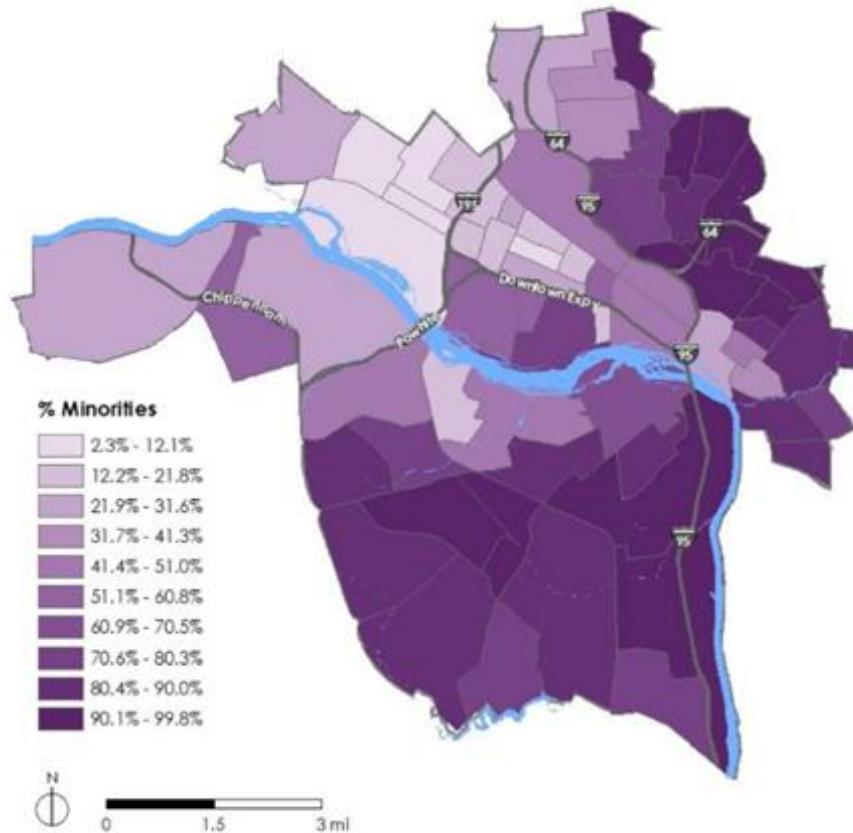 64
195
95
64
Chippenham
Powhite
Downtown Expy
95
% Minorities
2.3% - 12.1%
12.2% - 21.8%
21.9% - 31.6%
31.7% - 41.3%
41.4% - 51.0%
51.1% - 60.8%
60.9% - 70.5%
70.6% - 80.3%
80.4% - 90.0%
90.1% - 99.8%
95
N
0 1.5 3 mi